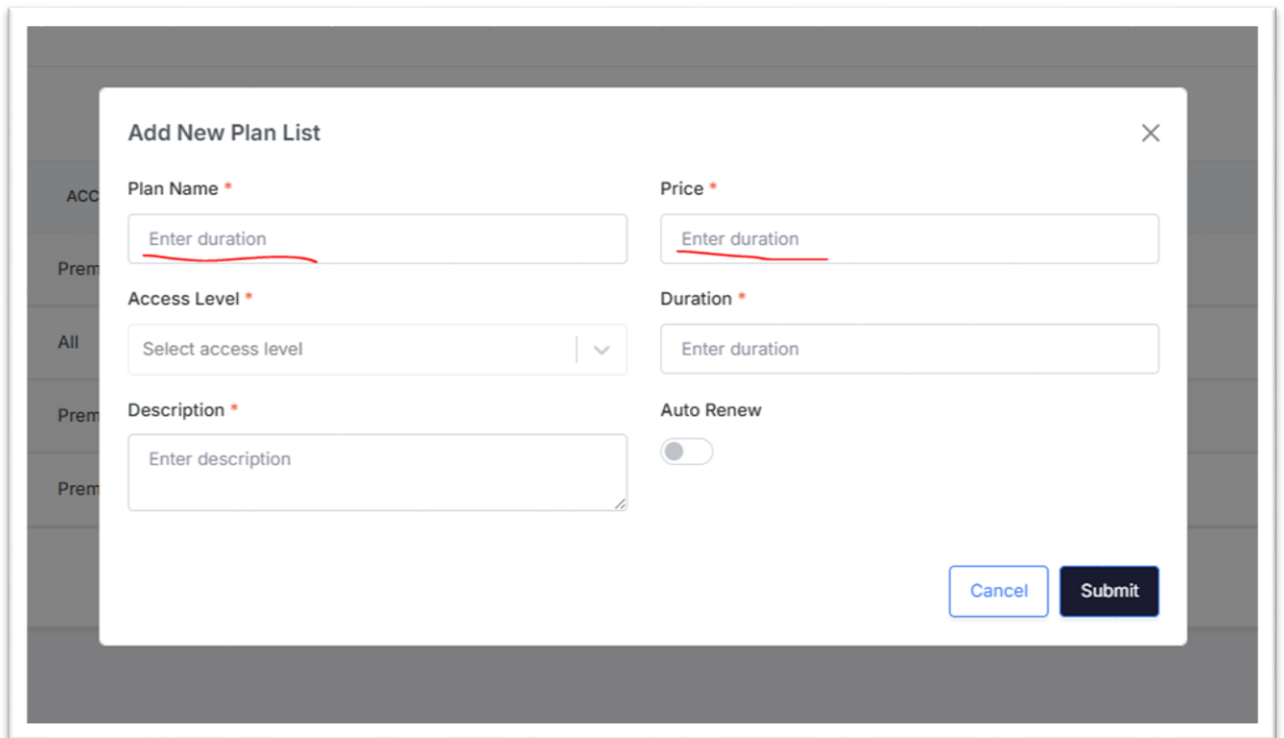 Add New Plan List
Plan Name *
Price *
ACC
Enter duration
Enter duration
Prem
Access Level *
Duration *
All
Select access level
Enter duration
Prem
Description *
Auto Renew
Enter description
Prem
Cancel
Submit